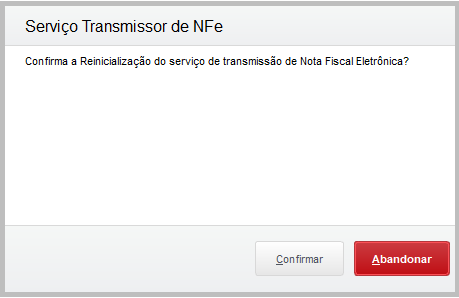 Serviço Transmissor de NFe
Confirma a Reinicialização do serviço de transmissão de Nota Fiscal Eletrônica?
Confirmar
Abandonar